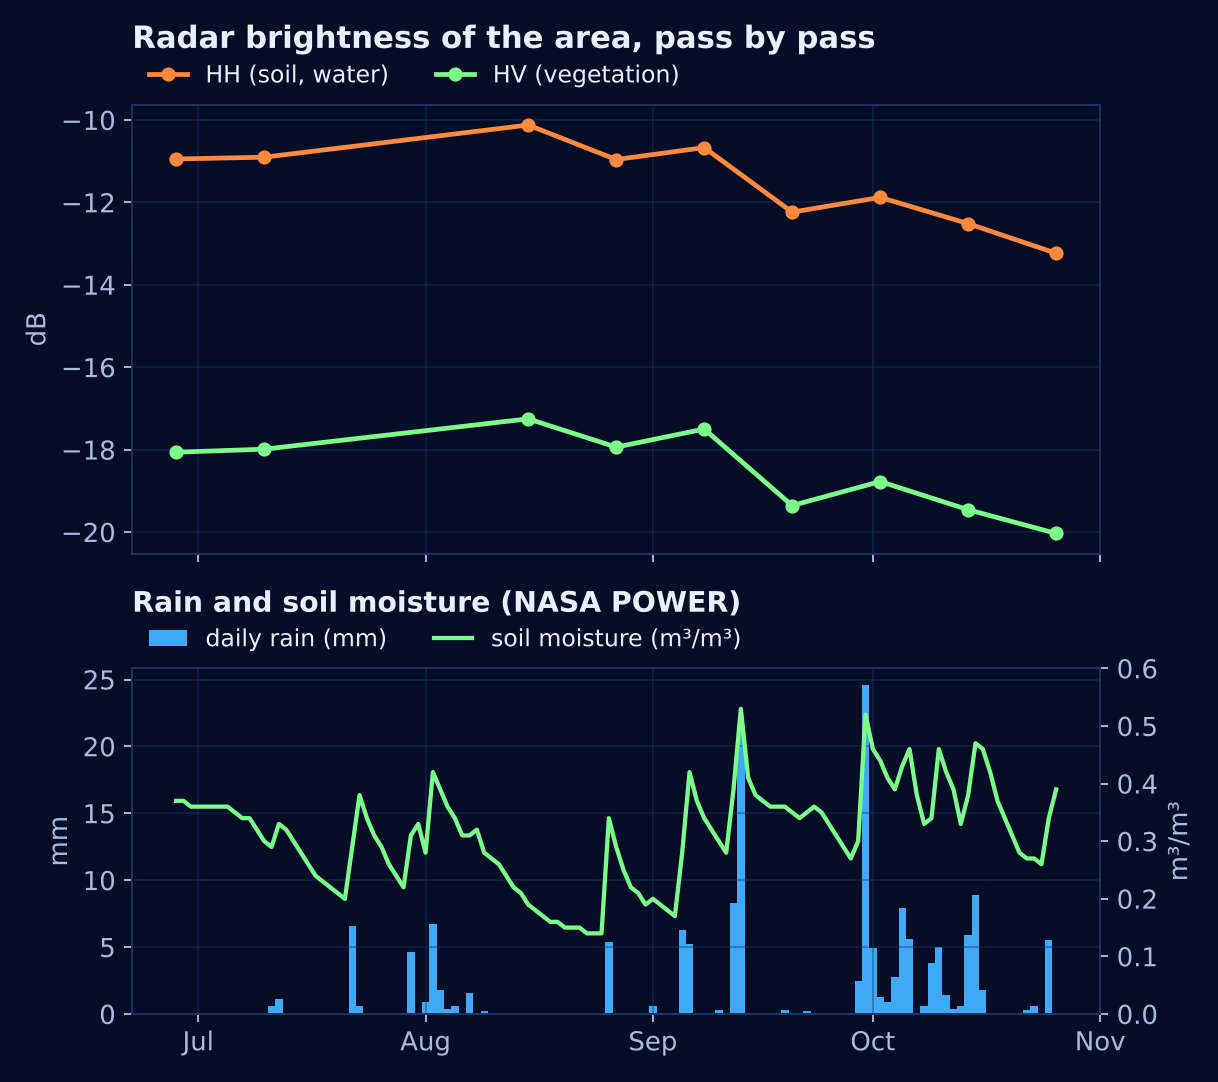 Radar brightness of the area, pass by pass
HH (soil, water) HV (vegetation)
−10
−12
−14
−16
−18
−20
dB
Rain and soil moisture (NASA POWER)
daily rain (mm) soil moisture (m³/m³)
25
20
15
10
5
0
mm
0.6
0.5
0.4
0.3
0.2
0.1
0.0
m³/m³
Jul Aug Sep Oct Nov